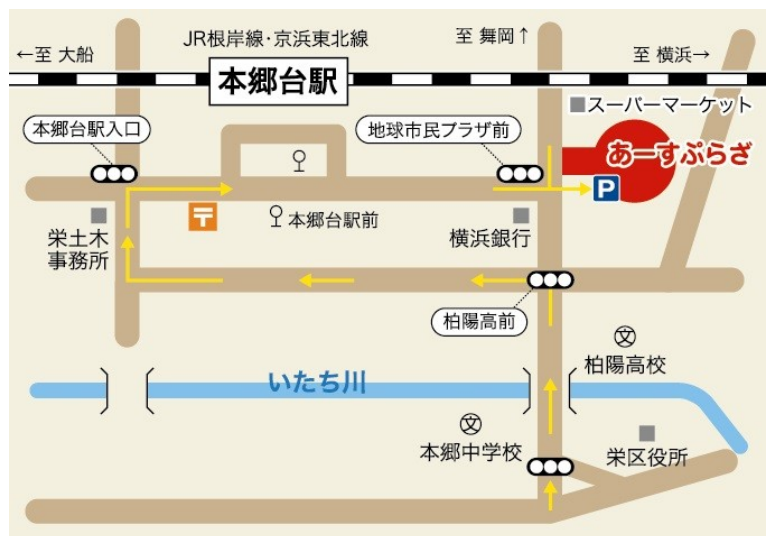 ←至 大船
JR根岸線・京浜東北線
至 舞岡↑
至 横浜→
本郷台駅
スーパーマーケット
本郷台駅入口
地球市民プラザ前
あーすぷらざ
P
〒
栄土木
事務所
本郷台駅前
横浜銀行
柏陽高前
文
柏陽高校
いたち川
文
本郷中学校
栄区役所